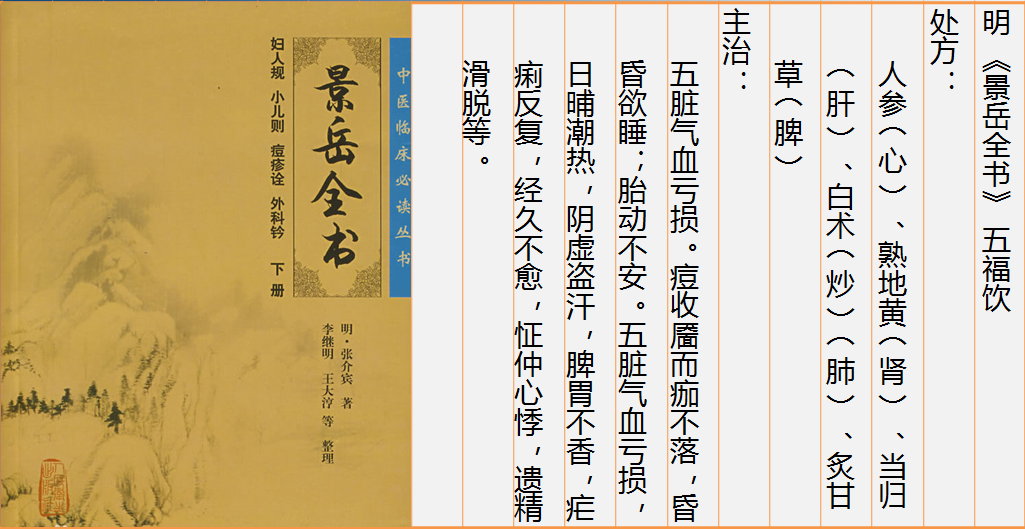 中医临床必读丛书
景岳全书
妇人规 小儿则 痘疹诠 外科钤 下册
明·张介宾 著
李继明 王大淳 等 整理
明 《景岳全书》 五福饮
处方：
人参（心）、熟地黄（肾）、当归
（肝）、白术（炒）（肺）、炙甘
草（脾）
主治：
五脏气血亏损。痘收靥而痂不落，昏
昏欲睡；胎动不安。五脏气血亏损，
日晡潮热，阴虚盗汗，脾胃不香，疟
痢反复，经久不愈，怔仲心悸，遗精
滑脱等。